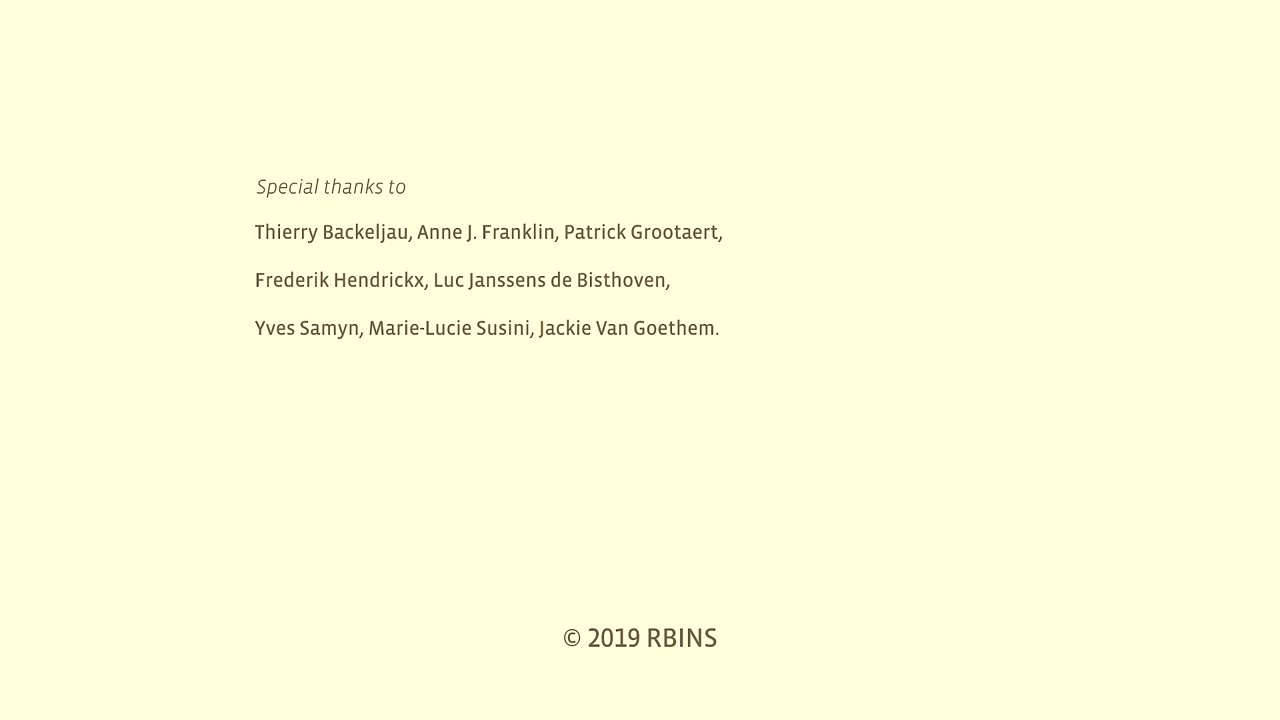 Special thanks to
Thierry Backeljau, Anne J. Franklin, Patrick Grootaert,
Frederik Hendrickx, Luc Janssens de Bisthoven,
Yves Samyn, Marie-Lucie Susini, Jackie Van Goethem.
© 2019 RBINS